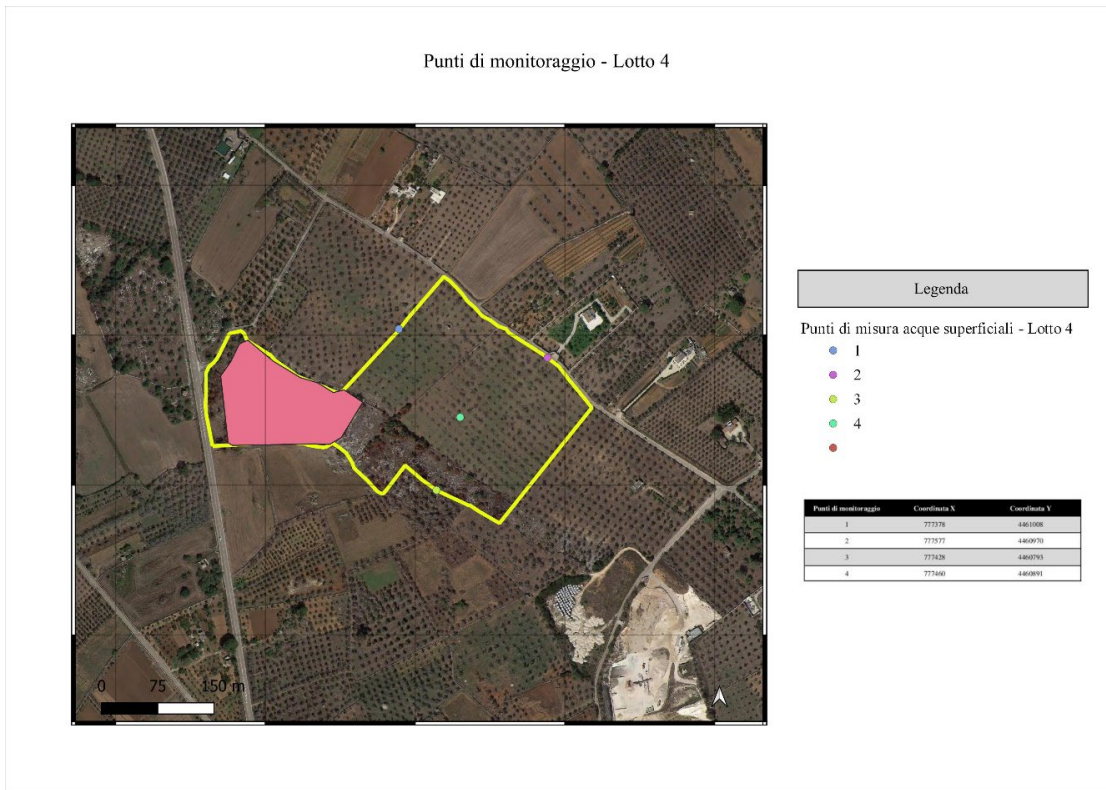 Punti di monitoraggio - Lotto 4
0 75 150 m
Legenda
Punti di misura acque superficiali - Lotto 4
1
2
3
4
Punti di monitoraggio Coordinata X Coordinata Y
1 777378 4461008
2 777577 4460970
3 777428 4460793
4 777460 4460891